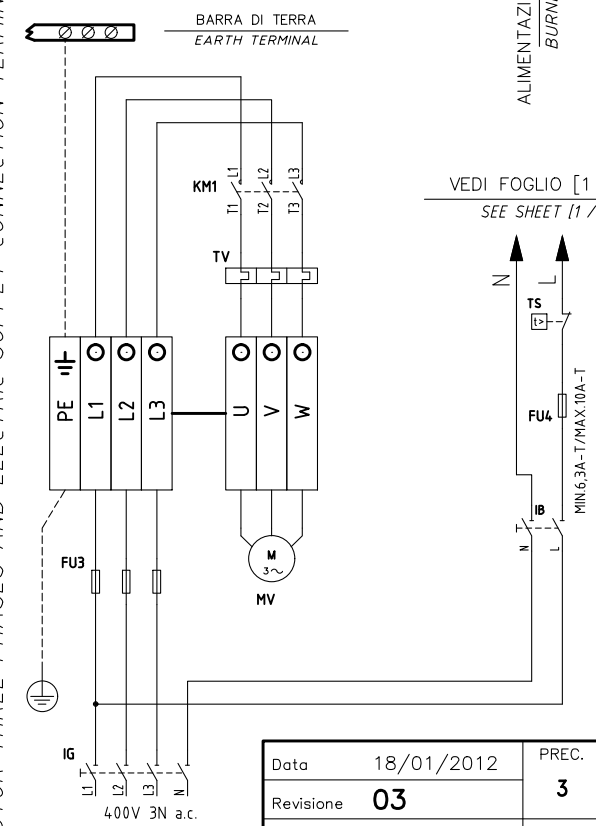 BARRA DI TERRA
EARTH TERMINAL
ALIMENTAZI
BURN
VEDI FOGLIO [1
SEE SHEET [1 /
KM1
L1
L2
L3
T1
T2
T3
TV
N
L
TS
t>
PE
L1
L2
L3
U
V
W
FU4
MIN.6,3A-T/MAX.10A-T
IB
N
L
M
3~
MV
FU3
IG
L1
L2
L3
N
400V 3N a.c.
Data 18/01/2012
PREC.
3
Revisione 03